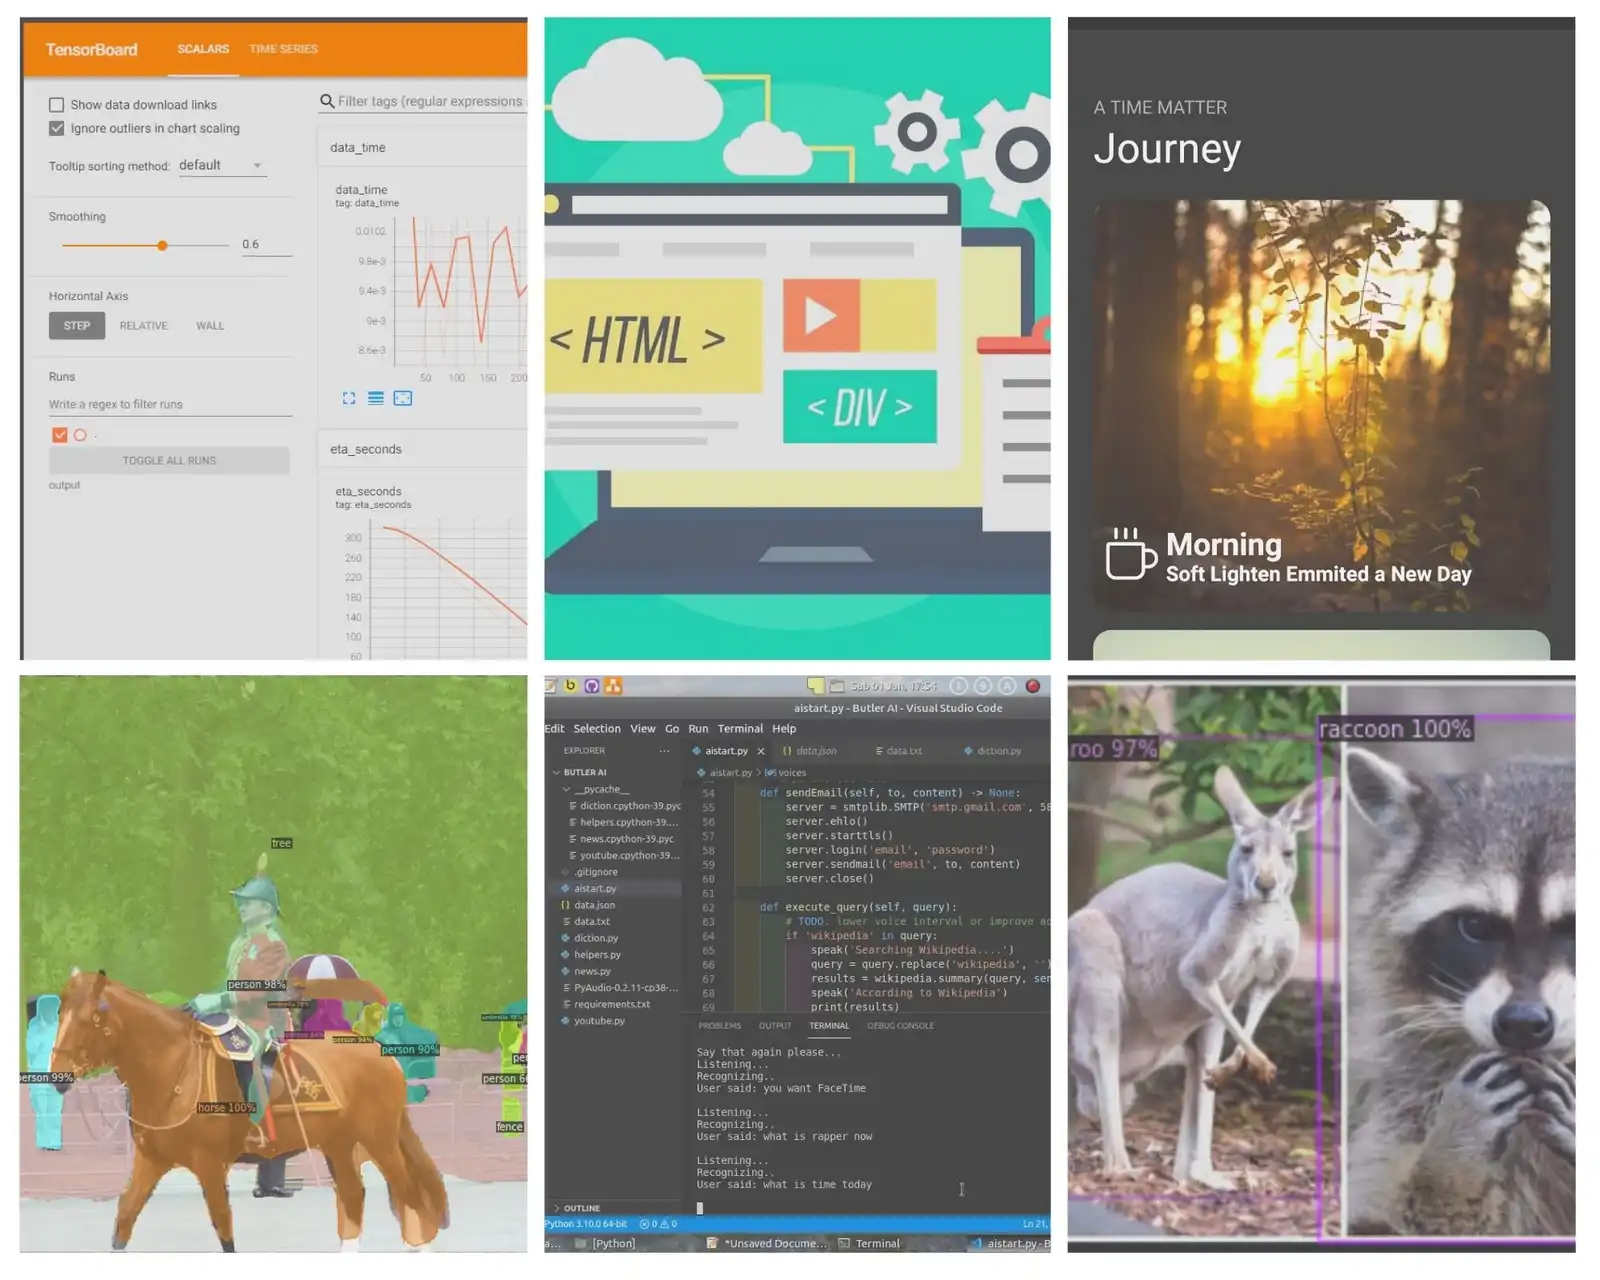 TensorBoard SCALARS TIME SERIES
Show data download links
Ignore outliers in chart scaling
Tooltip sorting method: default
Smoothing
0.6
Horizontal Axis
STEP RELATIVE WALL
Runs
Write a regex to filter runs
TOGGLE ALL RUNS
output
Filter tags (regular expressions
data_time
data_time
tag: data_time
0.0102
9.8e-3
9.4e-3
9e-3
8.6e-3
50 100 150 200
eta_seconds
eta_seconds
tag: eta_seconds
300
260
220
180
140
100
60
< HTML >
< DIV >
A TIME MATTER
Journey
Morning
Soft Lighten Emmited a New Day
tree
person 98%
person 90%
person 99%
horse 100%
fence
Sab 01 Jan, 17:54
aistart.py - Butler AI - Visual Studio Code
Edit Selection View Go Run Terminal Help
EXPLORER ...
BUTLER AI
__pycache__
diction.cpython-39.pyc
helpers.cpython-39....
news.cpython-39.pyc
youtube.cpython-39...
.gitignore
aistart.py
data.json
data.txt
diction.py
helpers.py
news.py
PyAudio-0.2.11-cp38-...
requirements.txt
youtube.py
OUTLINE
aistart.py data.json data.txt diction.py
aistart.py > voices
54 def sendEmail(self, to, content) -> None:
55 server = smtplib.SMTP('smtp.gmail.com', 58
56 server.ehlo()
57 server.starttls()
58 server.login('email', 'password')
59 server.sendmail('email', to, content)
60 server.close()
61
62 def execute_query(self, query):
63 # TODO: lower voice interval or improve ac
64 if 'wikipedia' in query:
65 speak('Searching Wikipedia....')
66 query = query.replace('wikipedia', '')
67 results = wikipedia.summary(query, sen
68 speak('According to Wikipedia')
69 print(results)
PROBLEMS OUTPUT TERMINAL DEBUG CONSOLE
Say that again please...
Listening...
Recognizing..
User said: you want FaceTime
Listening...
Recognizing..
User said: what is rapper now
Listening...
Recognizing..
User said: what is time today
Python 3.10.0 64-bit 0 0 Ln 21,
[Python] *Unsaved Docume... Terminal aistart.py - B
roo 97%
raccoon 100%